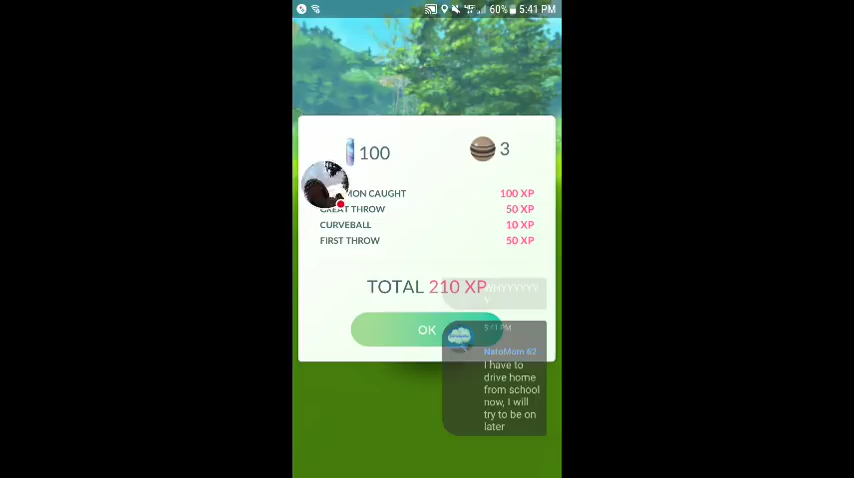 60% 5:41 PM
100 3
MON CAUGHT 100 XP
GREAT THROW 50 XP
CURVEBALL 10 XP
FIRST THROW 50 XP
TOTAL 210 XP
OK
5:41 PM
I have to
drive home
from school
now, I will
try to be on
later